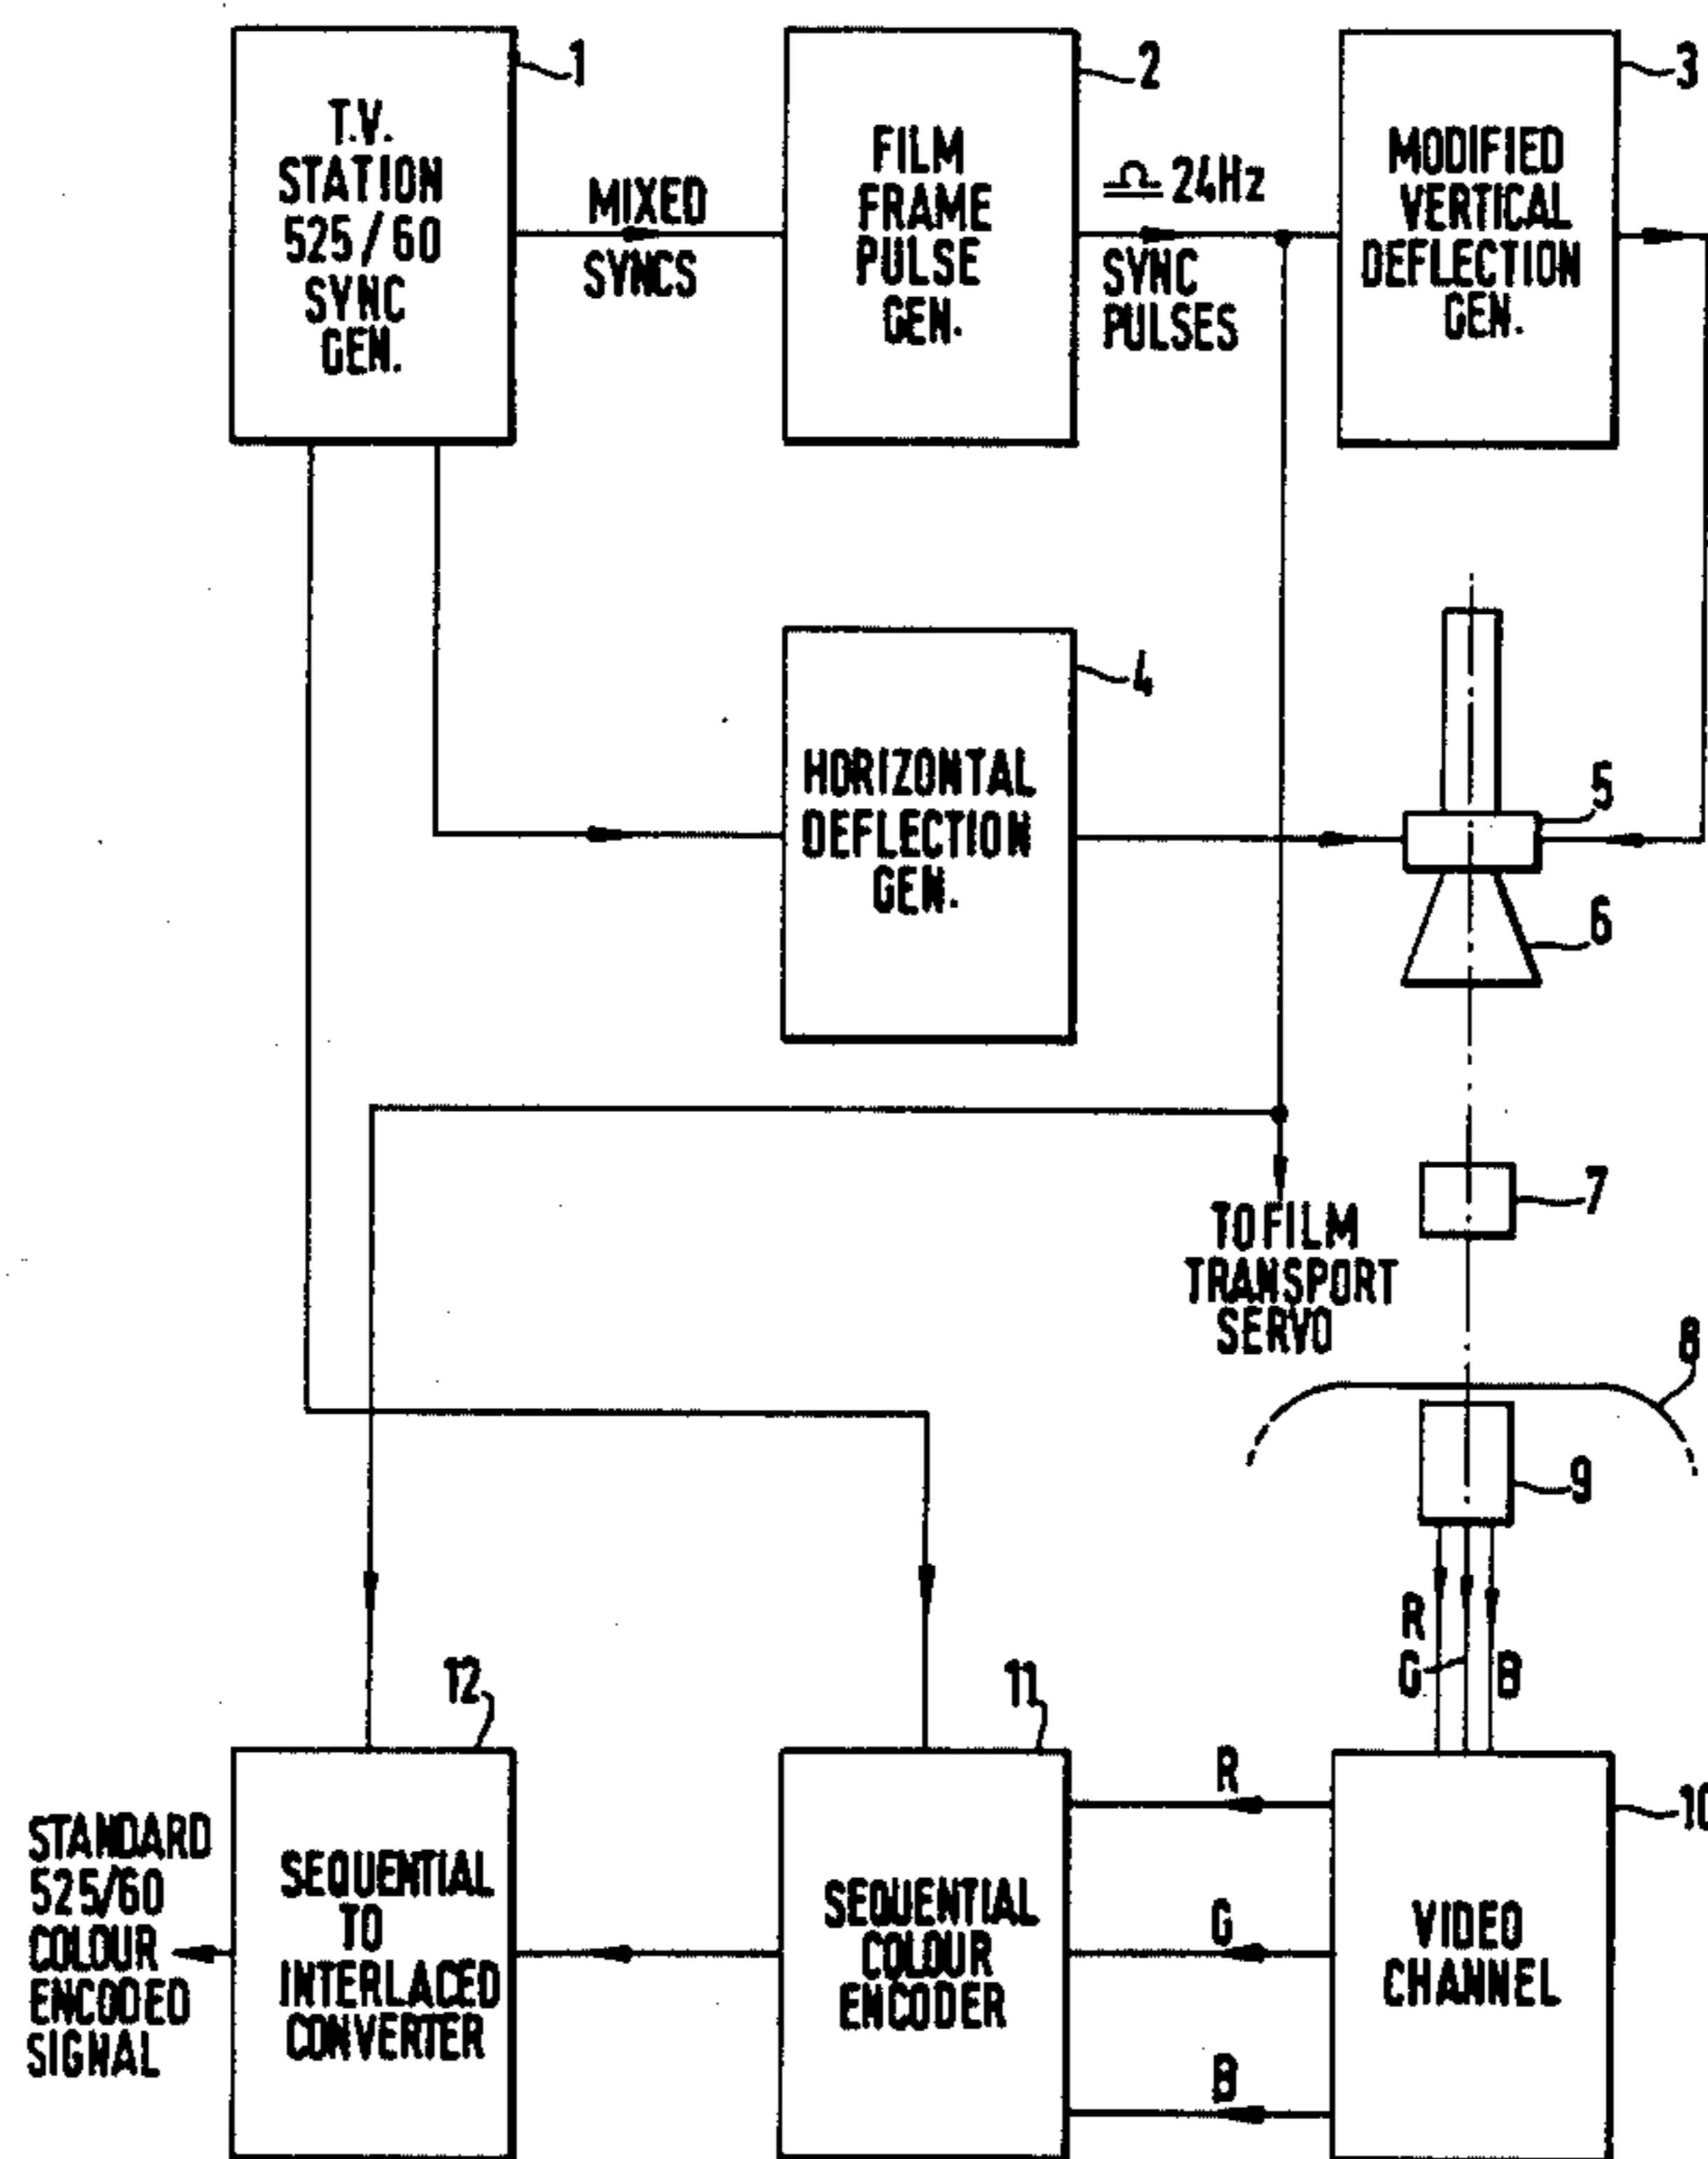 1
T.V.
STATION
525/60
SYNC
GEN.
MIXED
SYNCS
2
FILM
FRAME
PULSE
GEN.
♎ 24Hz
SYNC
PULSES
3
MODIFIED
VERTICAL
DEFLECTION
GEN.
4
HORIZONTAL
DEFLECTION
GEN.
5
6
7
TO FILM
TRANSPORT
SERVO
8
9
R
G
B
12
11
10
STANDARD
525/60
COLOUR
ENCODED
SIGNAL
SEQUENTIAL
TO
INTERLACED
CONVERTER
SEQUENTIAL
COLOUR
ENCODER
R
G
B
VIDEO
CHANNEL